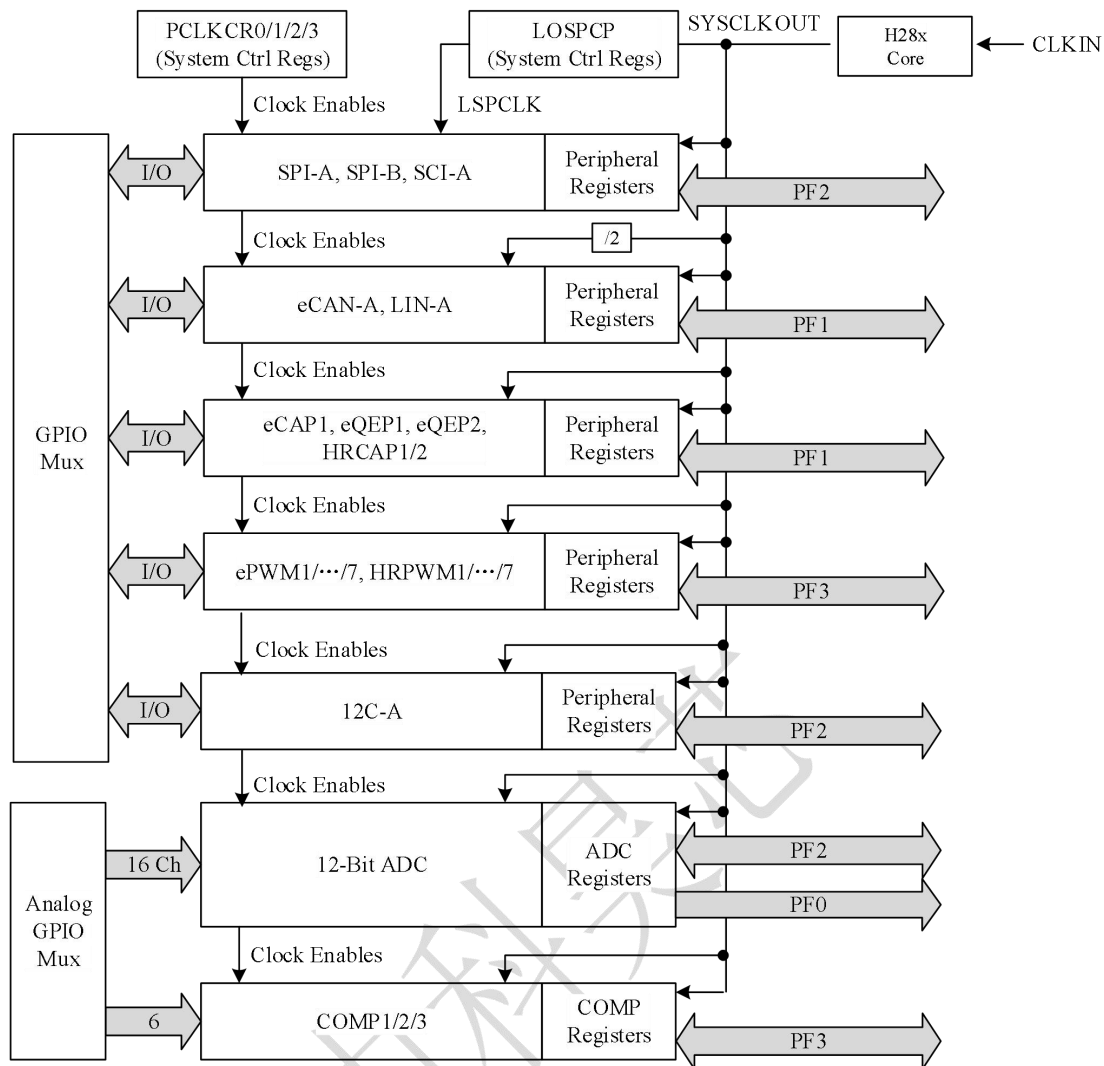 PCLKCR0/1/2/3
(System Ctrl Regs)
LOSPCP
(System Ctrl Regs)
SYSCLKOUT
H28x
Core
CLKIN
Clock Enables
LSPCLK
I/O
SPI-A, SPI-B, SCI-A
Peripheral
Registers
PF2
Clock Enables
/2
I/O
eCAN-A, LIN-A
Peripheral
Registers
PF1
Clock Enables
GPIO
Mux
I/O
eCAP1, eQEP1, eQEP2,
HRCAP1/2
Peripheral
Registers
PF1
Clock Enables
I/O
ePWM1/···/7, HRPWM1/···/7
Peripheral
Registers
PF3
Clock Enables
I/O
12C-A
Peripheral
Registers
PF2
Clock Enables
Analog
GPIO
Mux
16 Ch
12-Bit ADC
ADC
Registers
PF2
PF0
Clock Enables
6
COMP1/2/3
COMP
Registers
PF3
科昊芯